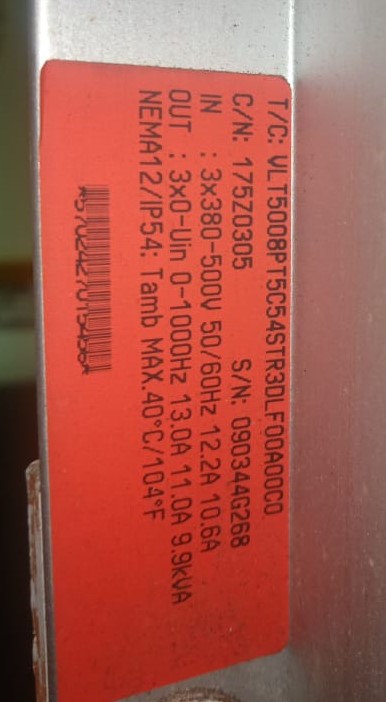 T/C: VLT5008PT5C54STR3DLF00A00C0
C/N: 175Z0305 S/N: 090344G268
IN : 3x380-500V 50/60Hz 12.2A 10.6A
OUT : 3x0-Uin 0-1000Hz 13.0A 11.0A 9.9kVA
NEMA12/IP54: Tamb MAX.40°C/104°F